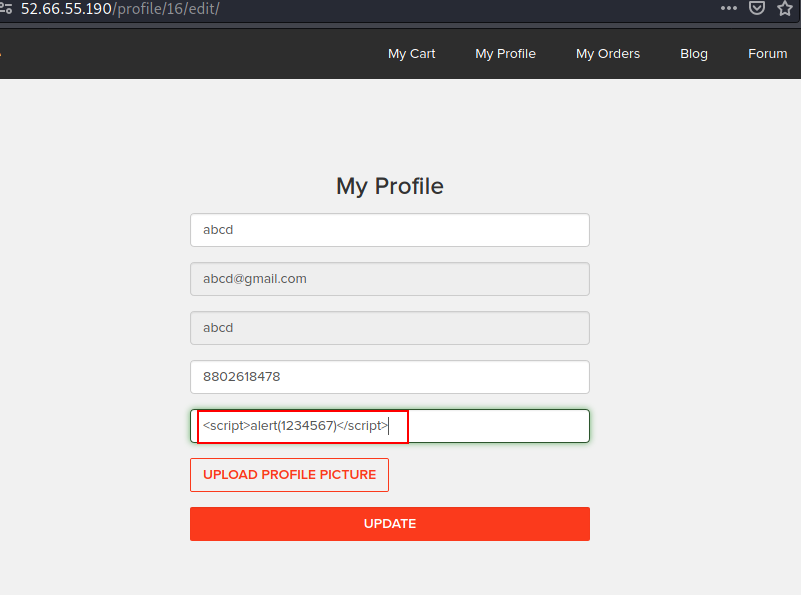 52.66.55.190/profile/16/edit/
My Cart My Profile My Orders Blog Forum
My Profile
abcd
abcd@gmail.com
abcd
8802618478
<script>alert(1234567)</script>
UPLOAD PROFILE PICTURE
UPDATE